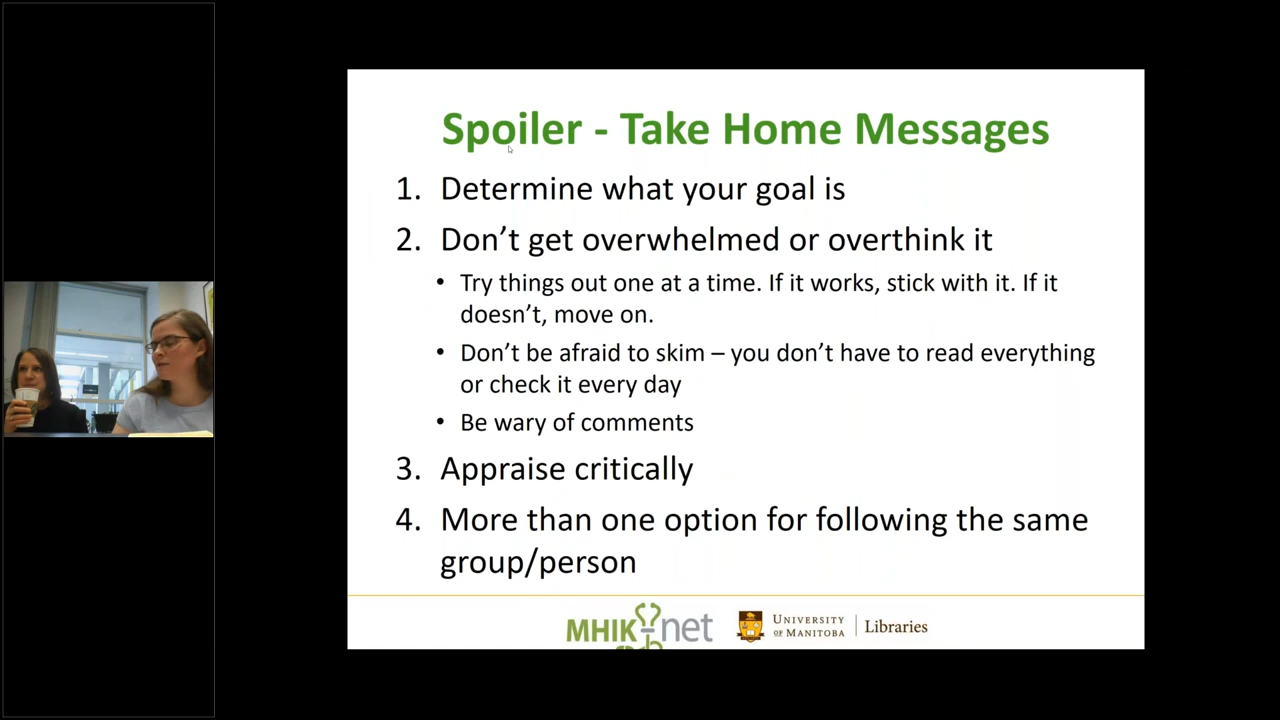 Spoiler - Take Home Messages
1. Determine what your goal is
2. Don’t get overwhelmed or overthink it
• Try things out one at a time. If it works, stick with it. If it
doesn’t, move on.
• Don’t be afraid to skim – you don’t have to read everything
or check it every day
• Be wary of comments
3. Appraise critically
4. More than one option for following the same
group/person
MHIKnet
UNIVERSITY
OF MANITOBA
Libraries